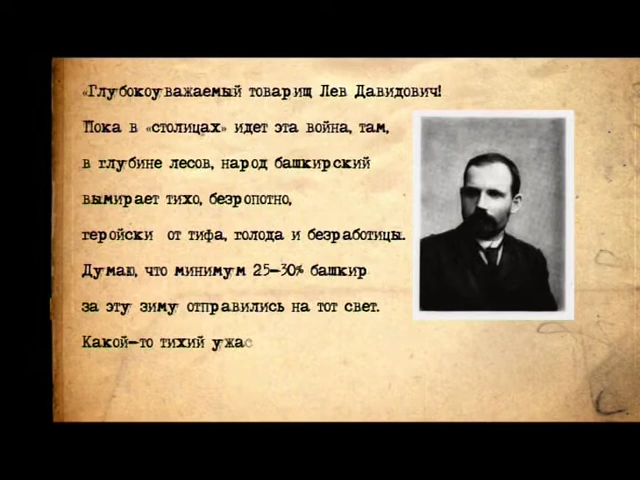 «Глубокоуважаемый товарищ Лев Давидович!
Пока в «столицах» идет эта война, там,
в глубине лесов, народ башкирский
вымирает тихо, безропотно,
геройски от тифа, голода и безработицы.
Думаю, что минимум 25-30% башкир
за эту зиму отправились на тот свет.
Какой-то тихий ужас